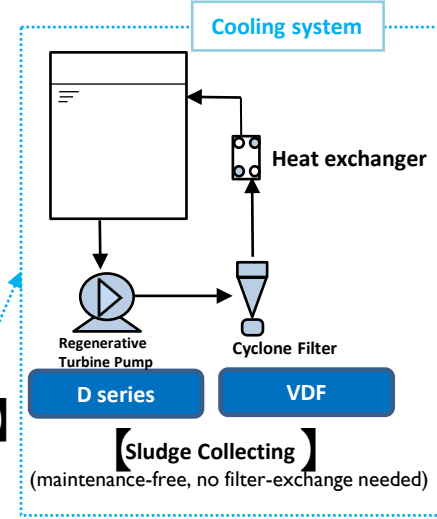 Cooling system
Heat exchanger
Regenerative
Turbine Pump
Cyclone Filter
D series
VDF
【Sludge Collecting】
(maintenance-free, no filter-exchange needed)